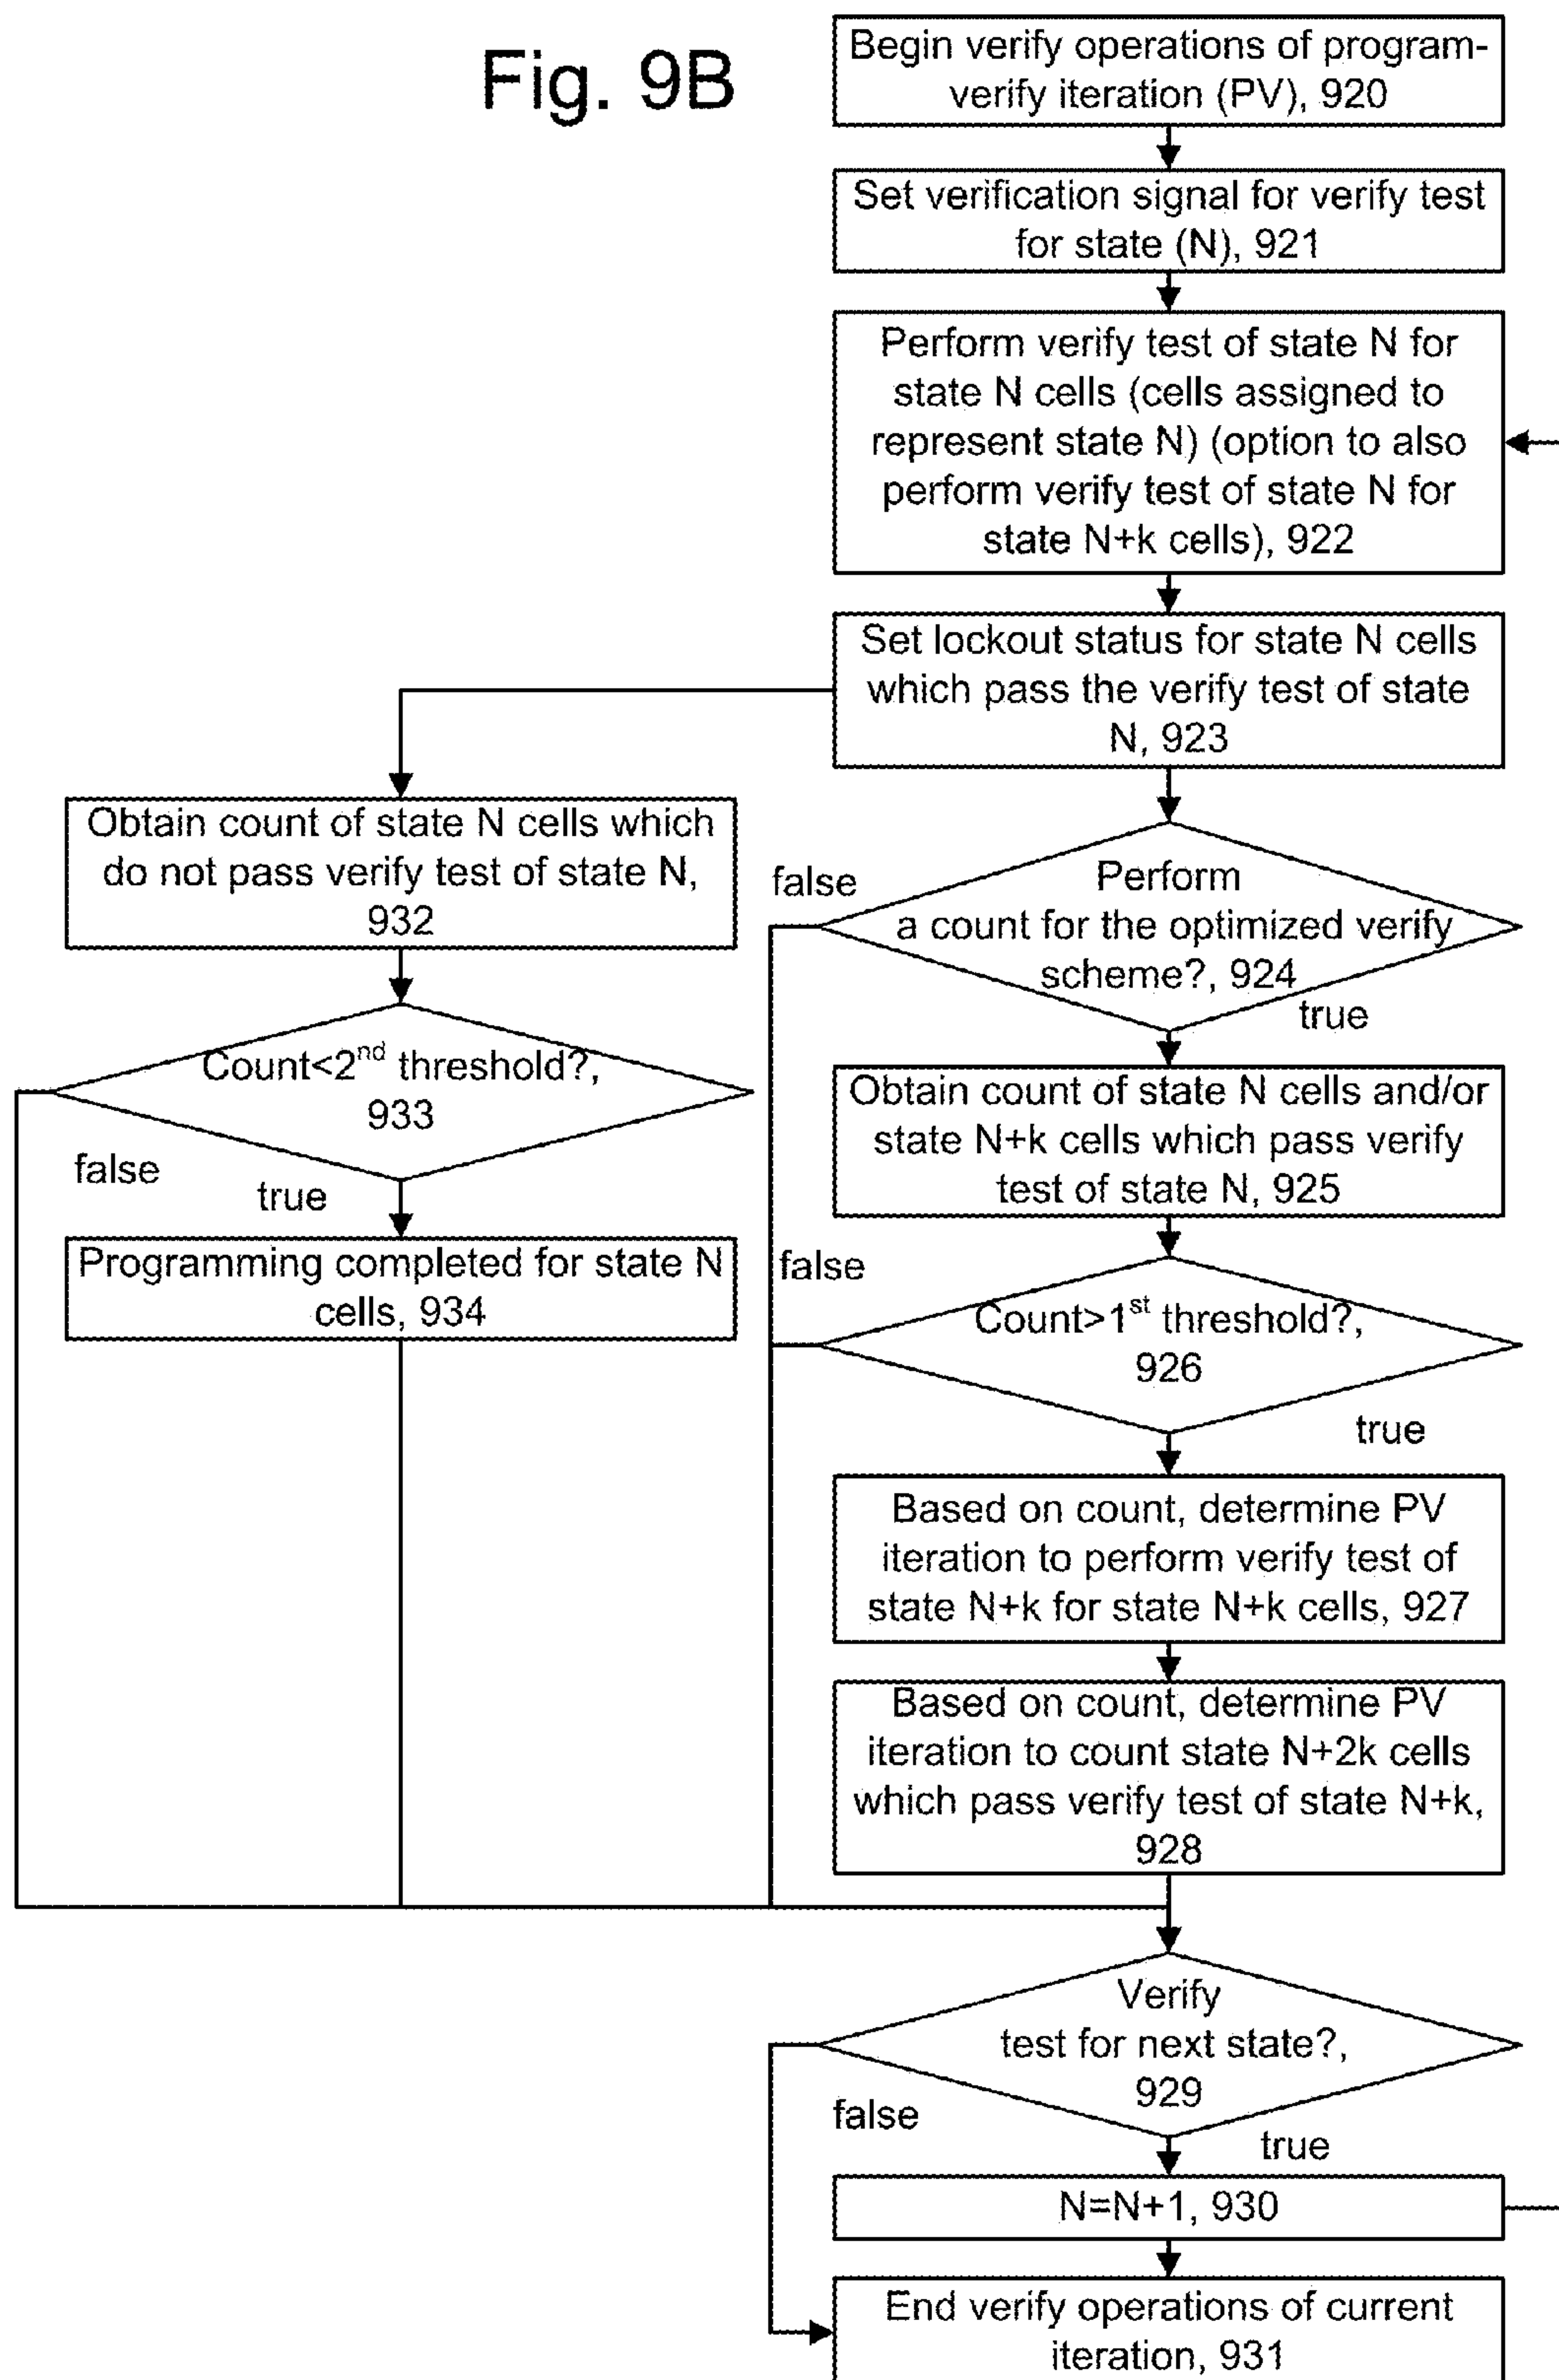 Fig. 9B
Begin verify operations of program-
verify iteration (PV), 920
Set verification signal for verify test
for state (N), 921
Perform verify test of state N for
state N cells (cells assigned to
represent state N) (option to also
perform verify test of state N for
state N+k cells), 922
Set lockout status for state N cells
which pass the verify test of state
N, 923
Obtain count of state N cells which
do not pass verify test of state N,
932
Count<2nd threshold?,
933
false
true
Programming completed for state N
cells, 934
false
Perform
a count for the optimized verify
scheme?, 924
true
Obtain count of state N cells and/or
state N+k cells which pass verify
test of state N, 925
false
Count>1st threshold?,
926
true
Based on count, determine PV
iteration to perform verify test of
state N+k for state N+k cells, 927
Based on count, determine PV
iteration to count state N+2k cells
which pass verify test of state N+k,
928
Verify
test for next state?,
929
false
true
N=N+1, 930
End verify operations of current
iteration, 931